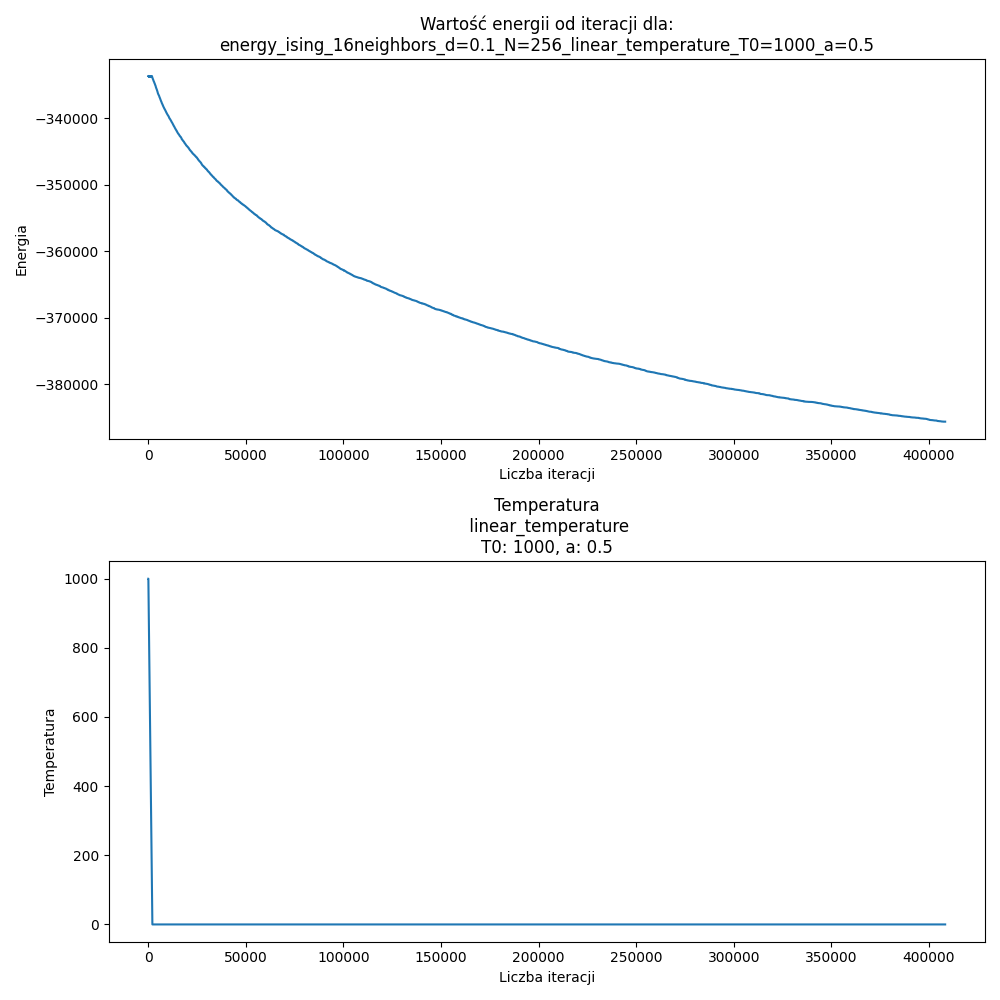 Wartość energii od iteracji dla:
energy_ising_16neighbors_d=0.1_N=256_linear_temperature_T0=1000_a=0.5
−340000
−350000
−360000
−370000
−380000
Energia
0 50000 100000 150000 200000 250000 300000 350000 400000
Liczba iteracji
Temperatura
linear_temperature
T0: 1000, a: 0.5
1000
800
600
400
200
0
Temperatura
0 50000 100000 150000 200000 250000 300000 350000 400000
Liczba iteracji